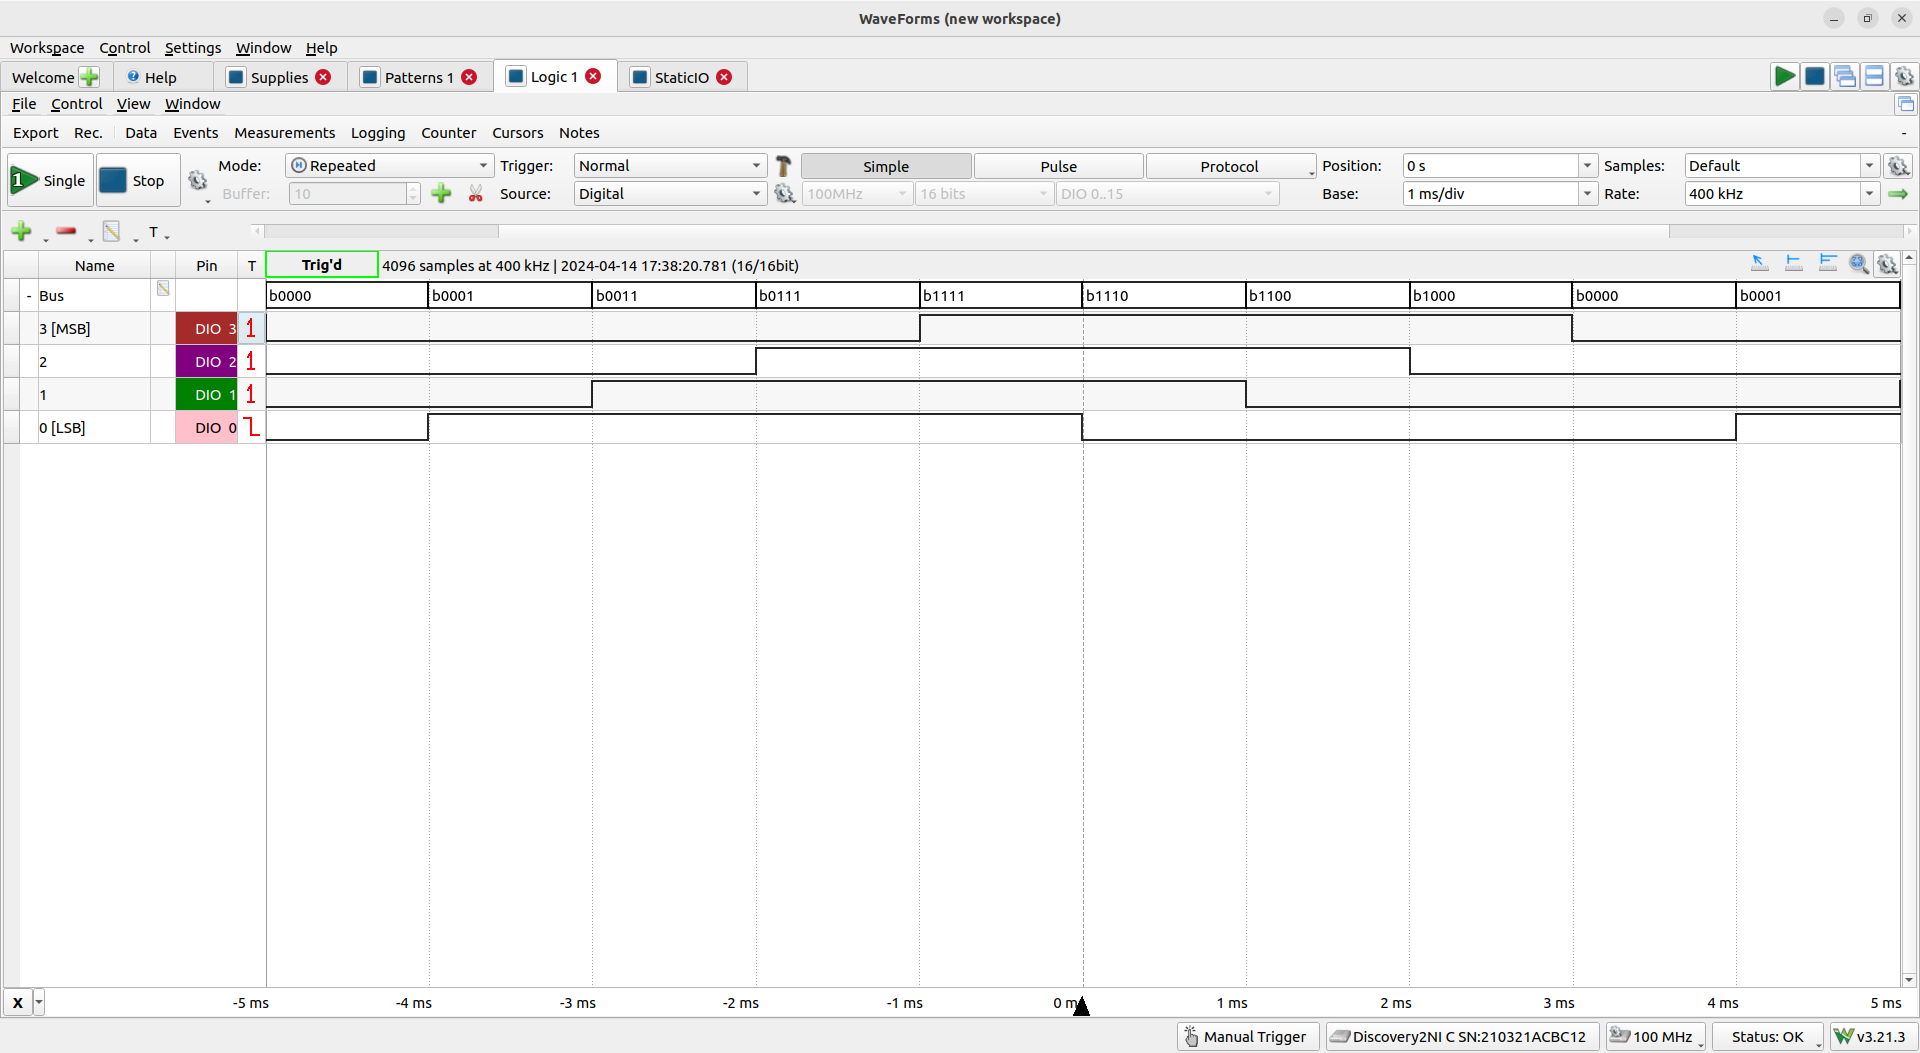 WaveForms (new workspace)
Workspace Control Settings Window Help
Welcome Help Supplies Patterns 1 Logic 1 StaticIO
File Control View Window
Export Rec. Data Events Measurements Logging Counter Cursors Notes -
1 Single Stop Mode: Repeated Trigger: Normal Simple Pulse Protocol Position: 0 s Samples: Default
Buffer: 10 Source: Digital 100MHz 16 bits DIO 0..15 Base: 1 ms/div Rate: 400 kHz
T
Name Pin T Trig'd 4096 samples at 400 kHz | 2024-04-14 17:38:20.781 (16/16bit)
- Bus b0000 b0001 b0011 b0111 b1111 b1110 b1100 b1000 b0000 b0001
3 [MSB] DIO 3 1
2 DIO 2 1
1 DIO 1 1
0 [LSB] DIO 0
X -5 ms -4 ms -3 ms -2 ms -1 ms 0 m 1 ms 2 ms 3 ms 4 ms 5 ms
Manual Trigger Discovery2NI C SN:210321ACBC12 100 MHz Status: OK v3.21.3